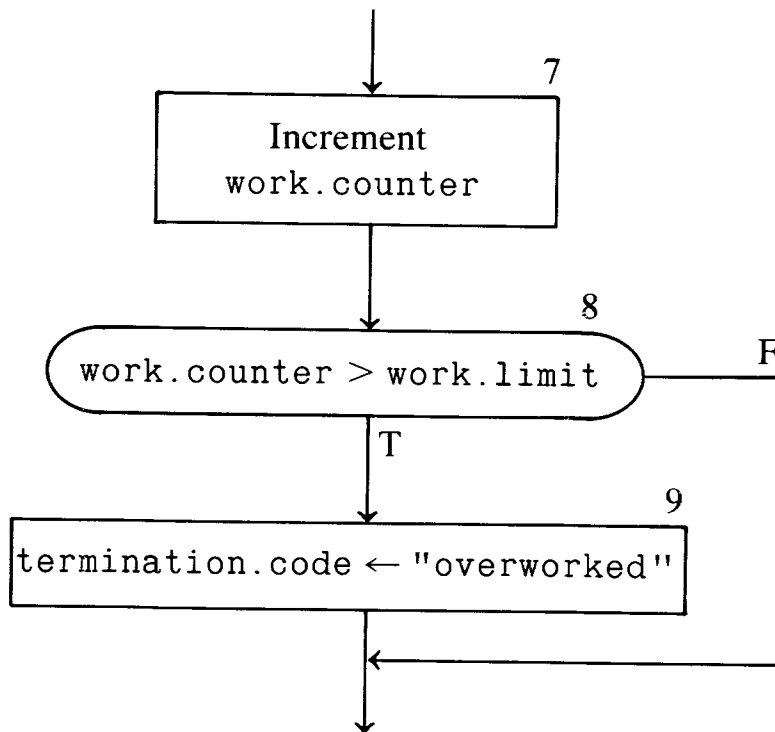 7
Increment
work.counter
8
work.counter > work.limit
F
T
9
termination.code ← "overworked"